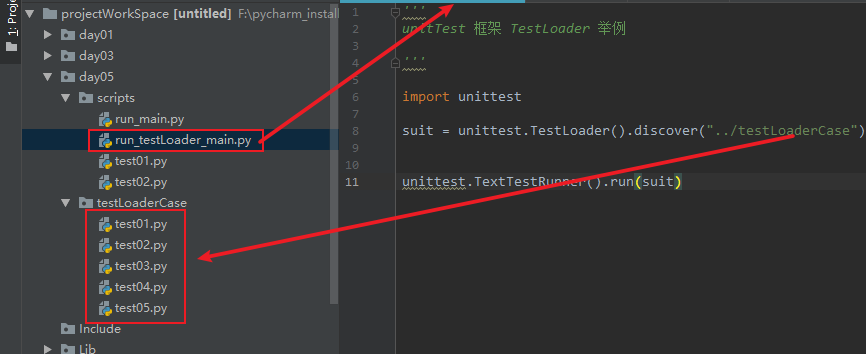 1: Proje
projectWorkSpace [untitled] F:\pycharm_install
day01
day03
day05
scripts
run_main.py
run_testLoader_main.py
test01.py
test02.py
testLoaderCase
test01.py
test02.py
test03.py
test04.py
test05.py
Include
Lib
1 '''
2 unitTest 框架 TestLoader 举例
3
4 '''
5
6 import unittest
7
8 suit = unittest.TestLoader().discover("../testLoaderCase")
9
10
11 unittest.TextTestRunner().run(suit)